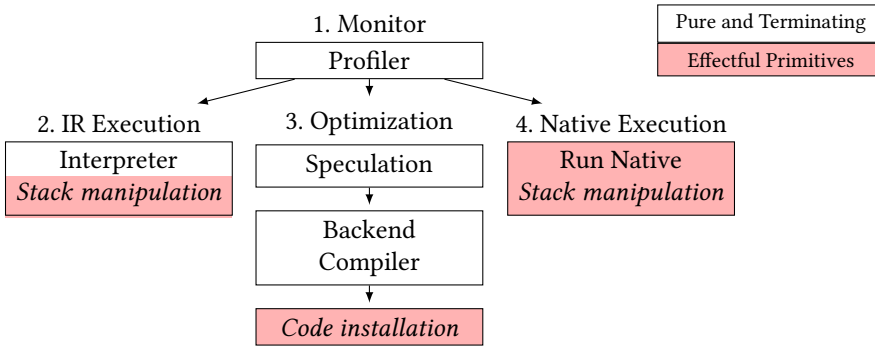 1. Monitor
Profiler
Pure and Terminating
Effectful Primitives
2. IR Execution
Interpreter
Stack manipulation
3. Optimization
Speculation
Backend
Compiler
Code installation
4. Native Execution
Run Native
Stack manipulation